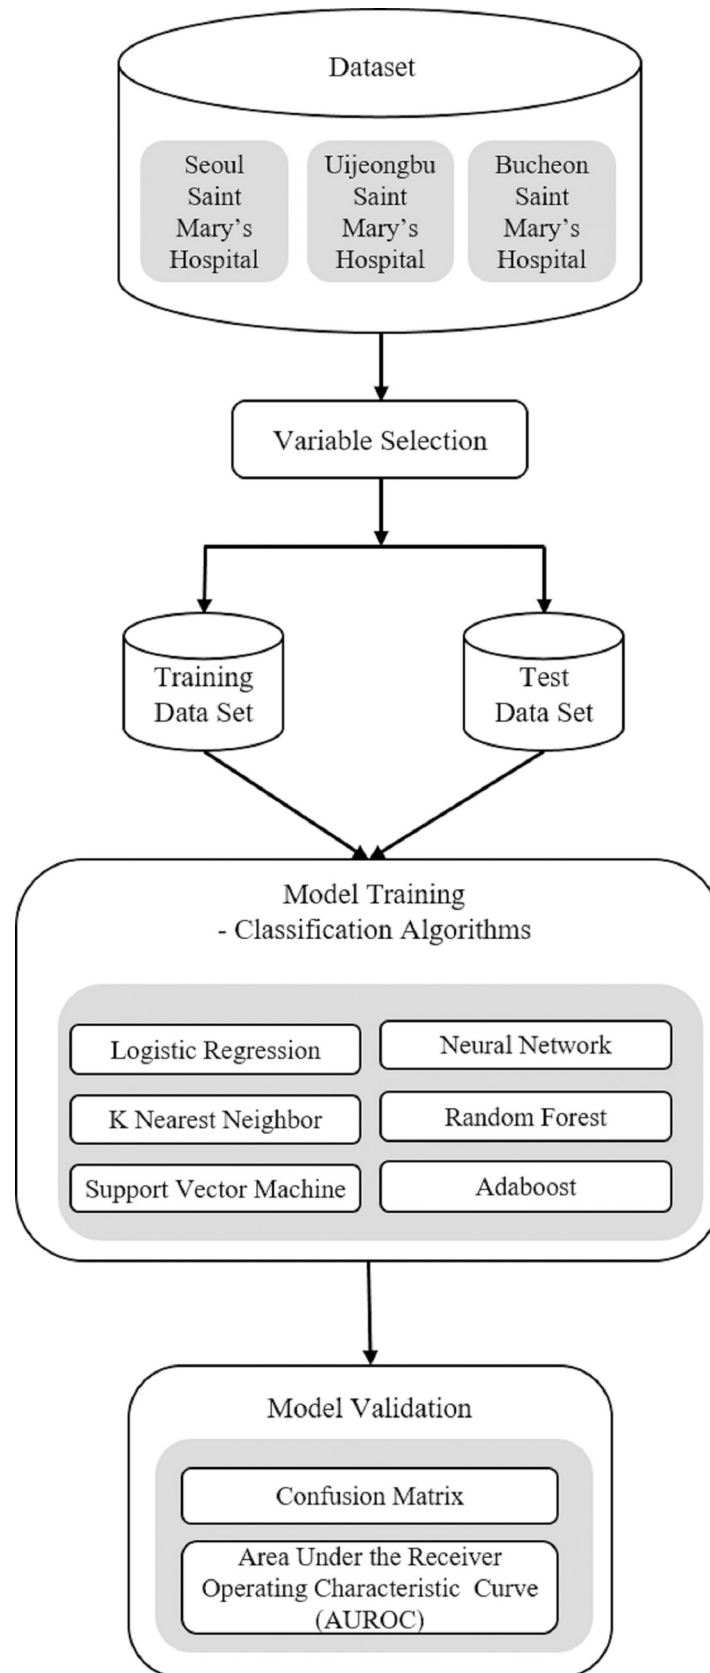 Dataset
Seoul
Saint
Mary's
Hospital
Uijeongbu
Saint
Mary's
Hospital
Bucheon
Saint
Mary's
Hospital
Variable Selection
Training
Data Set
Test
Data Set
Model Training
- Classification Algorithms
Logistic Regression
K Nearest Neighbor
Support Vector Machine
Neural Network
Random Forest
Adaboost
Model Validation
Confusion Matrix
Area Under the Receiver
Operating Characteristic Curve
(AUROC)